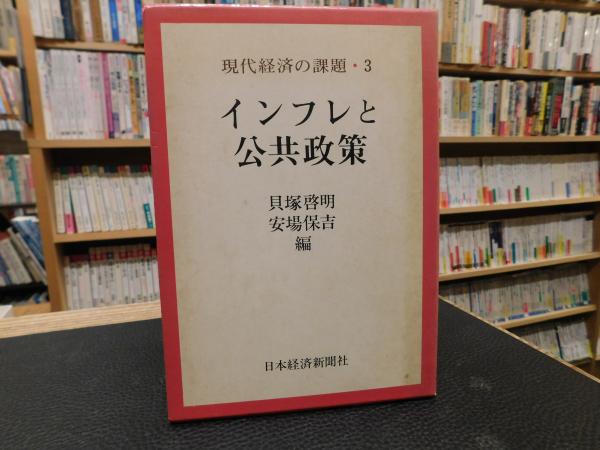 現代経済の課題・3
インフレと
公共政策
貝塚啓明
安場保吉
編
日本経済新聞社